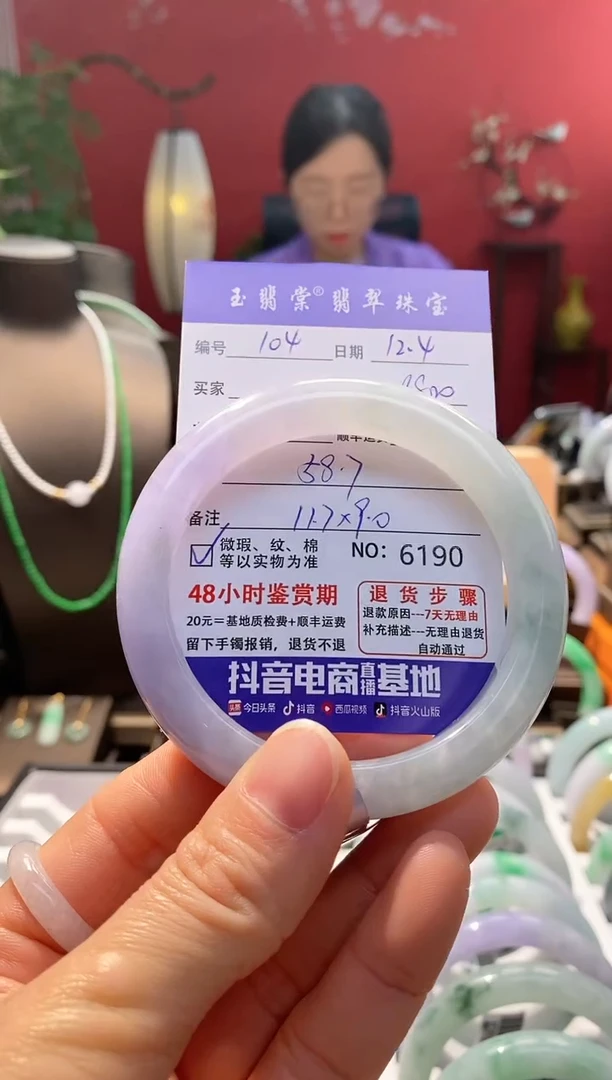 玉翡棠®翡翠珠宝
编号 104 日期 12.4
买家
58.7
备注 11.7×9.0
微瑕、纹、棉
等以实物为准
NO: 6190
48小时鉴赏期
20元=基地质检费+顺丰运费
留下手镯报销，退货不退
退货步骤
退款原因---7天无理由
补充描述---无理由退货
自动通过
抖音电商直播基地
头条 今日头条 抖音 西瓜视频 抖音火山版